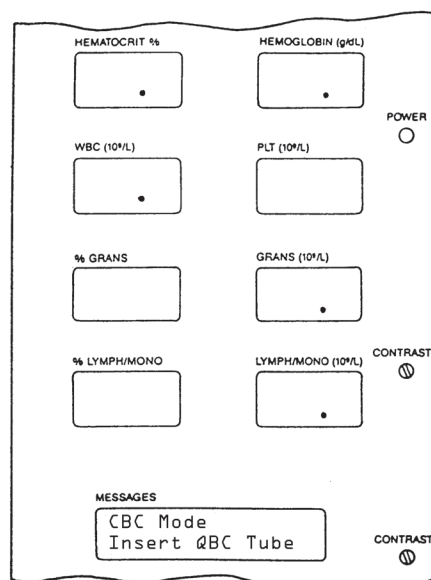 HEMATOCRIT %
HEMOGLOBIN (g/dL)
POWER
WBC (10⁹/L)
PLT (10⁹/L)
% GRANS
GRANS (10⁹/L)
% LYMPH/MONO
LYMPH/MONO (10⁹/L)
CONTRAST
MESSAGES
CBC Mode
Insert QBC Tube
CONTRAST